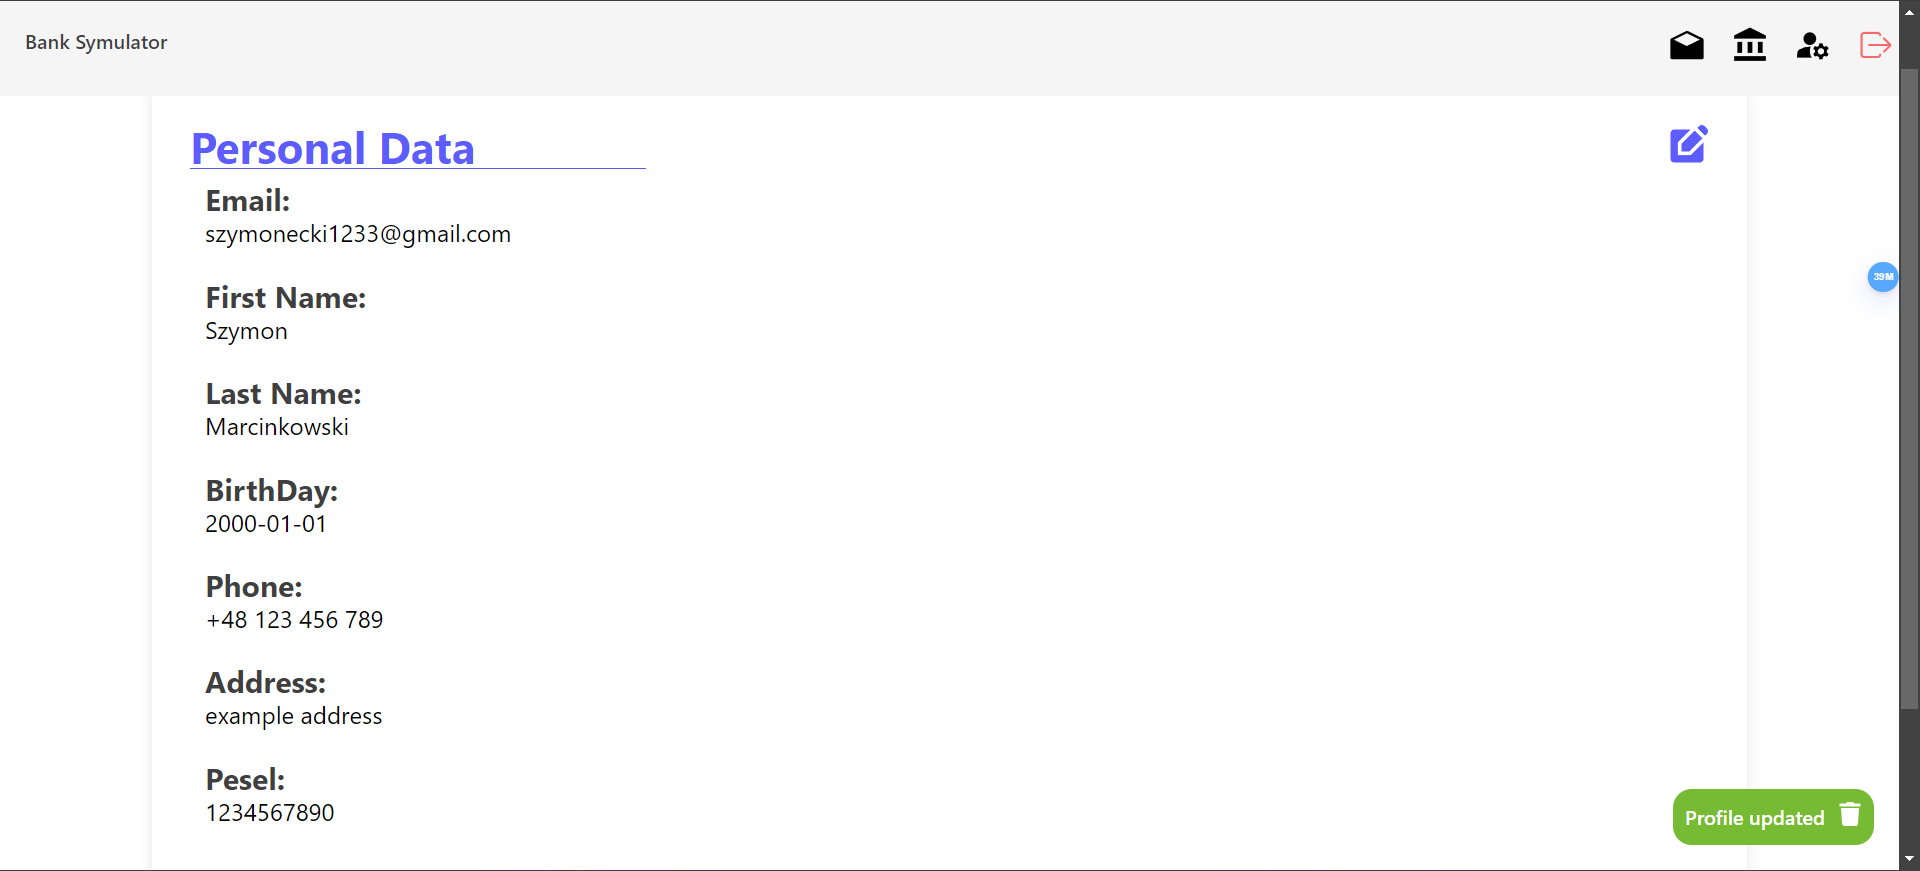 Bank Symulator
Personal Data
Email:
szymonecki1233@gmail.com
First Name:
Szymon
39M
Last Name:
Marcinkowski
BirthDay:
2000-01-01
Phone:
+48 123 456 789
Address:
example address
Pesel:
1234567890
Profile updated